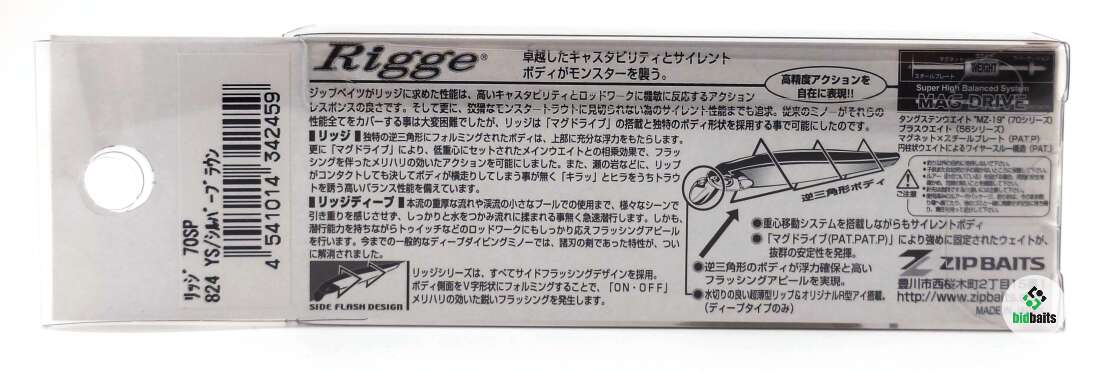 リッジ 70SP
824 YS/シルバーブラウン
4 541014 342459
Rigge®
卓越したキャスタビリティとサイレント
ボディがモンスターを襲う。
ジップベイツがリッジに求めた性能は、高いキャスタビリティとロッドワークに機敏に反応するアクション
レスポンスの良さです。そして更に、狡猾なモンスタートラウトに見切られない為のサイレント性能までも追求。従来のミノーがそれらの
性能全てをカバーする事は大変困難でしたが、リッジは「マグドライブ」の搭載と独特のボディ形状を採用する事で可能にしたのです。
■リッジ┃独特の逆三角形にフォルミングされたボディは、上部に充分な浮力をもたらします。
更に「マグドライブ」により、低重心にセットされたメインウエイトとの相乗効果で、フラッ
シングを伴ったメリハリの効いたアクションを可能にしました。また、瀬の岩などに、リップ
がコンタクトしても決してボディが横走りしてしまう事が無く「キラッ」とヒラをうちトラウ
トを誘う高いバランス性能を備えています。
■リッジディープ┃本流の重厚な流れや渓流の小さなプールでの使用まで、様々なシーンで
引き重りを感じさせず、しっかりと水をつかみ流れに揉まれる事無く急速潜行します。しかも、
潜行能力を持ちながらトゥイッチなどのロッドワークにもしっかり応えフラッシングアピール
を行います。今までの一般的なディープダイビングミノーでは、諸刃の剣であった特性が、つい
に解消されました。
SIDE FLASH DESIGN
リッジシリーズは、すべてサイドフラッシングデザインを採用。
ボディ側面をV字形状にフォルミングすることで、「ON・OFF」
メリハリの効いた鋭いフラッシングを発生します。
高精度アクションを
自在に表現!!
逆三角形ボディ
●重心移動システムを搭載しながらもサイレントボディ
●「マグドライブ(PAT.PAT.P)」により強めに固定されたウェイトが、
抜群の安定性を発揮。
●逆三角形のボディが浮力確保と高い
フラッシングアピールを実現。
●水切りの良い超薄型リップ&オリジナルR型アイ搭載。
(ディープタイプのみ)
マグネット
スチールプレート
WEIGHT
Super High Balanced System
MAG-DRIVE
タングステンウエイト"MZ-19"(70シリーズ)
ブラスウエイト(56シリーズ)
マグネット×スチールプレート(PAT.P)
円柱状ウエイトによるワイヤースルー構造(PAT.)
ご注意
ZIPBAITS
豊川市西桜木町2丁目
http://www.zipbaits
MADE
bidbaits